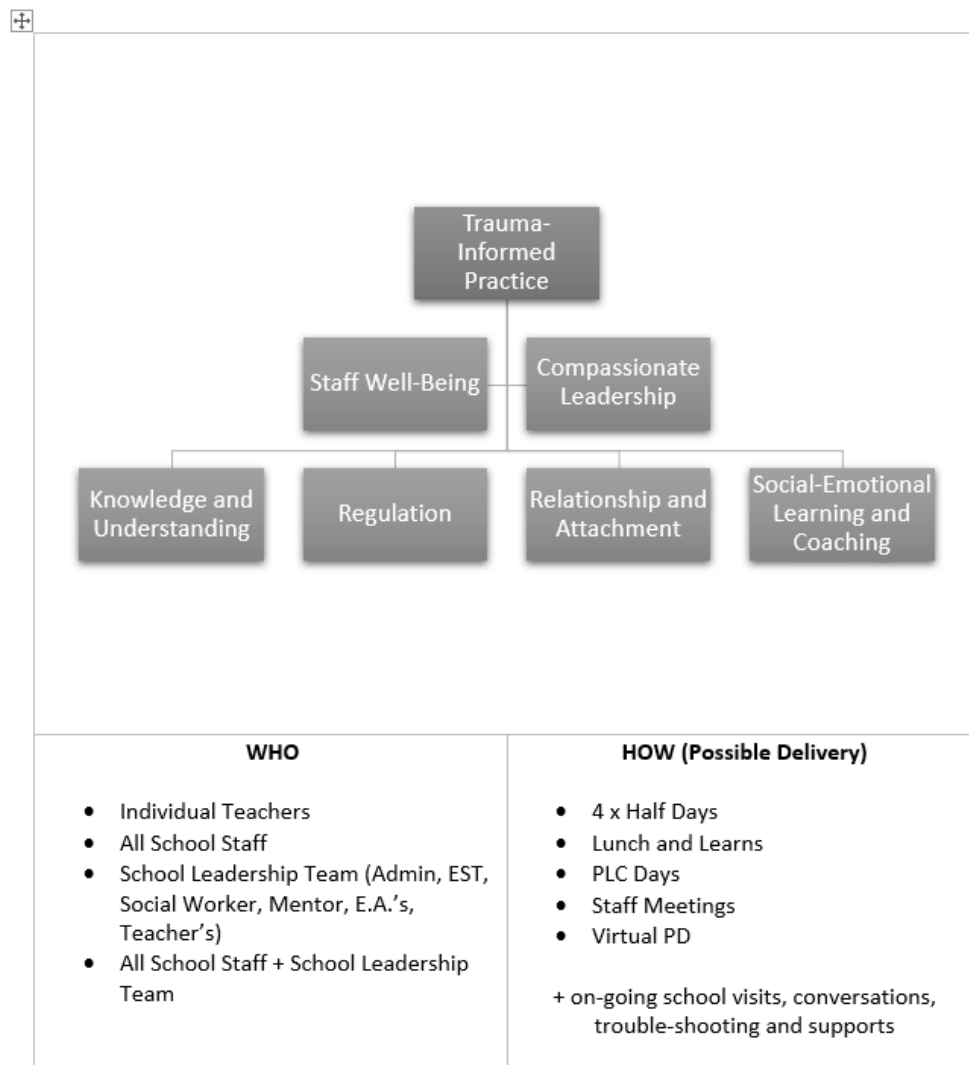 Trauma-
Informed
Practice
Staff Well-Being
Compassionate
Leadership
Knowledge and
Understanding
Regulation
Relationship and
Attachment
Social-Emotional
Learning and
Coaching
WHO
• Individual Teachers
• All School Staff
• School Leadership Team (Admin, EST,
Social Worker, Mentor, E.A.’s,
Teacher’s)
• All School Staff + School Leadership
Team
HOW (Possible Delivery)
• 4 x Half Days
• Lunch and Learns
• PLC Days
• Staff Meetings
• Virtual PD
+ on-going school visits, conversations,
trouble-shooting and supports